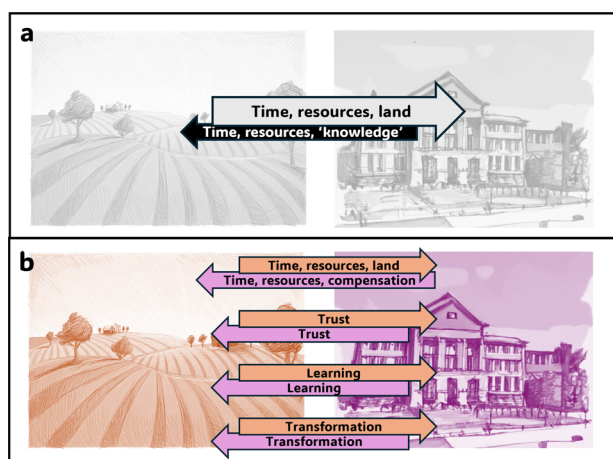 a
Time, resources, land
Time, resources, ‘knowledge’
b
Time, resources, land
Time, resources, compensation
Trust
Trust
Learning
Learning
Transformation
Transformation